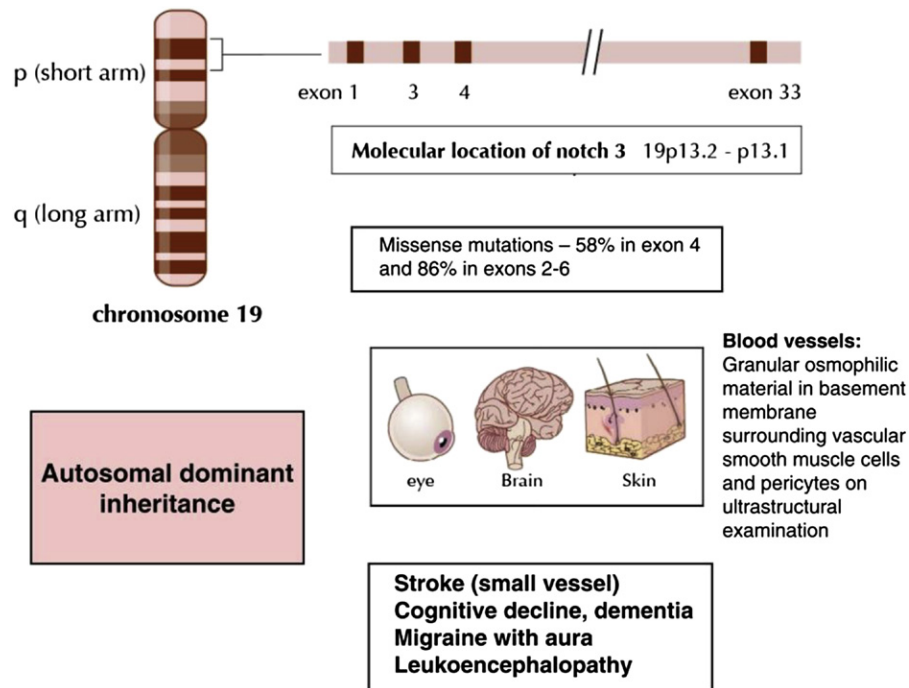 p (short arm)
exon 1
3
4
exon 33
Molecular location of notch 3 19p13.2 - p13.1
q (long arm)
Missense mutations – 58% in exon 4
and 86% in exons 2-6
chromosome 19
Blood vessels:
Granular osmophilic
material in basement
membrane
surrounding vascular
smooth muscle cells
and pericytes on
ultrastructural
examination
eye
Brain
Skin
Autosomal dominant
inheritance
Stroke (small vessel)
Cognitive decline, dementia
Migraine with aura
Leukoencephalopathy